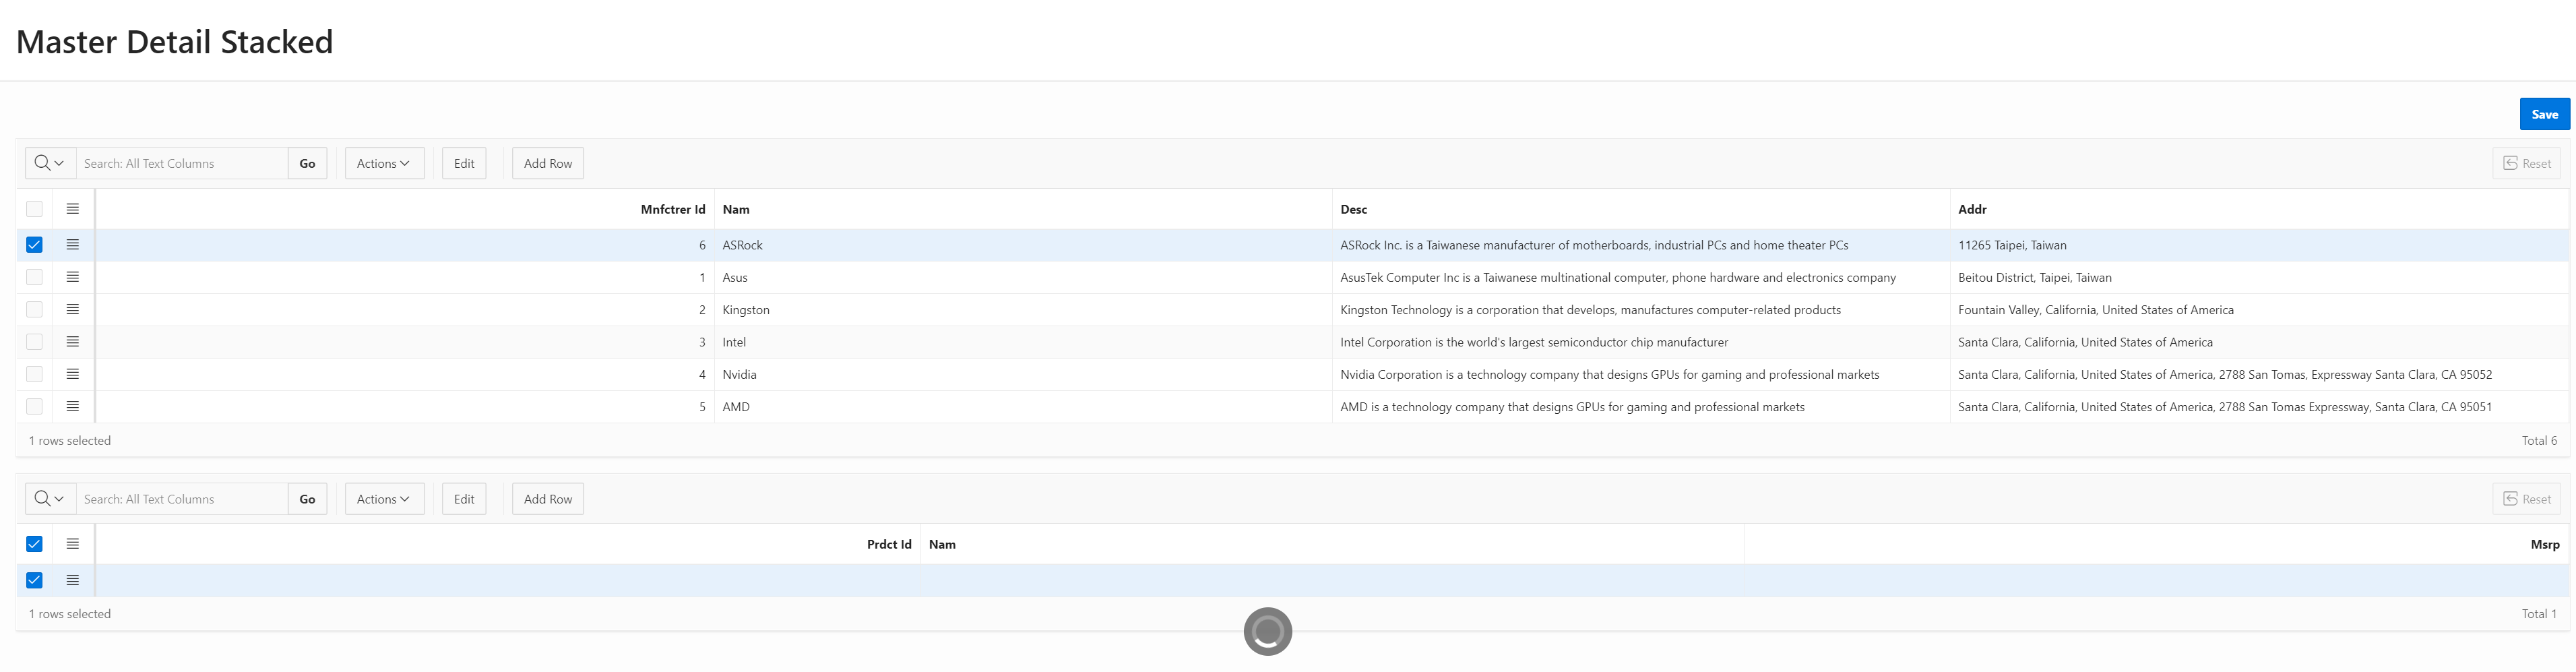 Master Detail Stacked
Save
Search: All Text Columns Go Actions Edit Add Row Reset
Mnfctrer Id Nam Desc Addr
6 ASRock ASRock Inc. is a Taiwanese manufacturer of motherboards, industrial PCs and home theater PCs 11265 Taipei, Taiwan
1 Asus AsusTek Computer Inc is a Taiwanese multinational computer, phone hardware and electronics company Beitou District, Taipei, Taiwan
2 Kingston Kingston Technology is a corporation that develops, manufactures computer-related products Fountain Valley, California, United States of America
3 Intel Intel Corporation is the world's largest semiconductor chip manufacturer Santa Clara, California, United States of America
4 Nvidia Nvidia Corporation is a technology company that designs GPUs for gaming and professional markets Santa Clara, California, United States of America, 2788 San Tomas, Expressway Santa Clara, CA 95052
5 AMD AMD is a technology company that designs GPUs for gaming and professional markets Santa Clara, California, United States of America, 2788 San Tomas Expressway, Santa Clara, CA 95051
1 rows selected Total 6
Search: All Text Columns Go Actions Edit Add Row Reset
Prdct Id Nam Msrp
1 rows selected Total 1